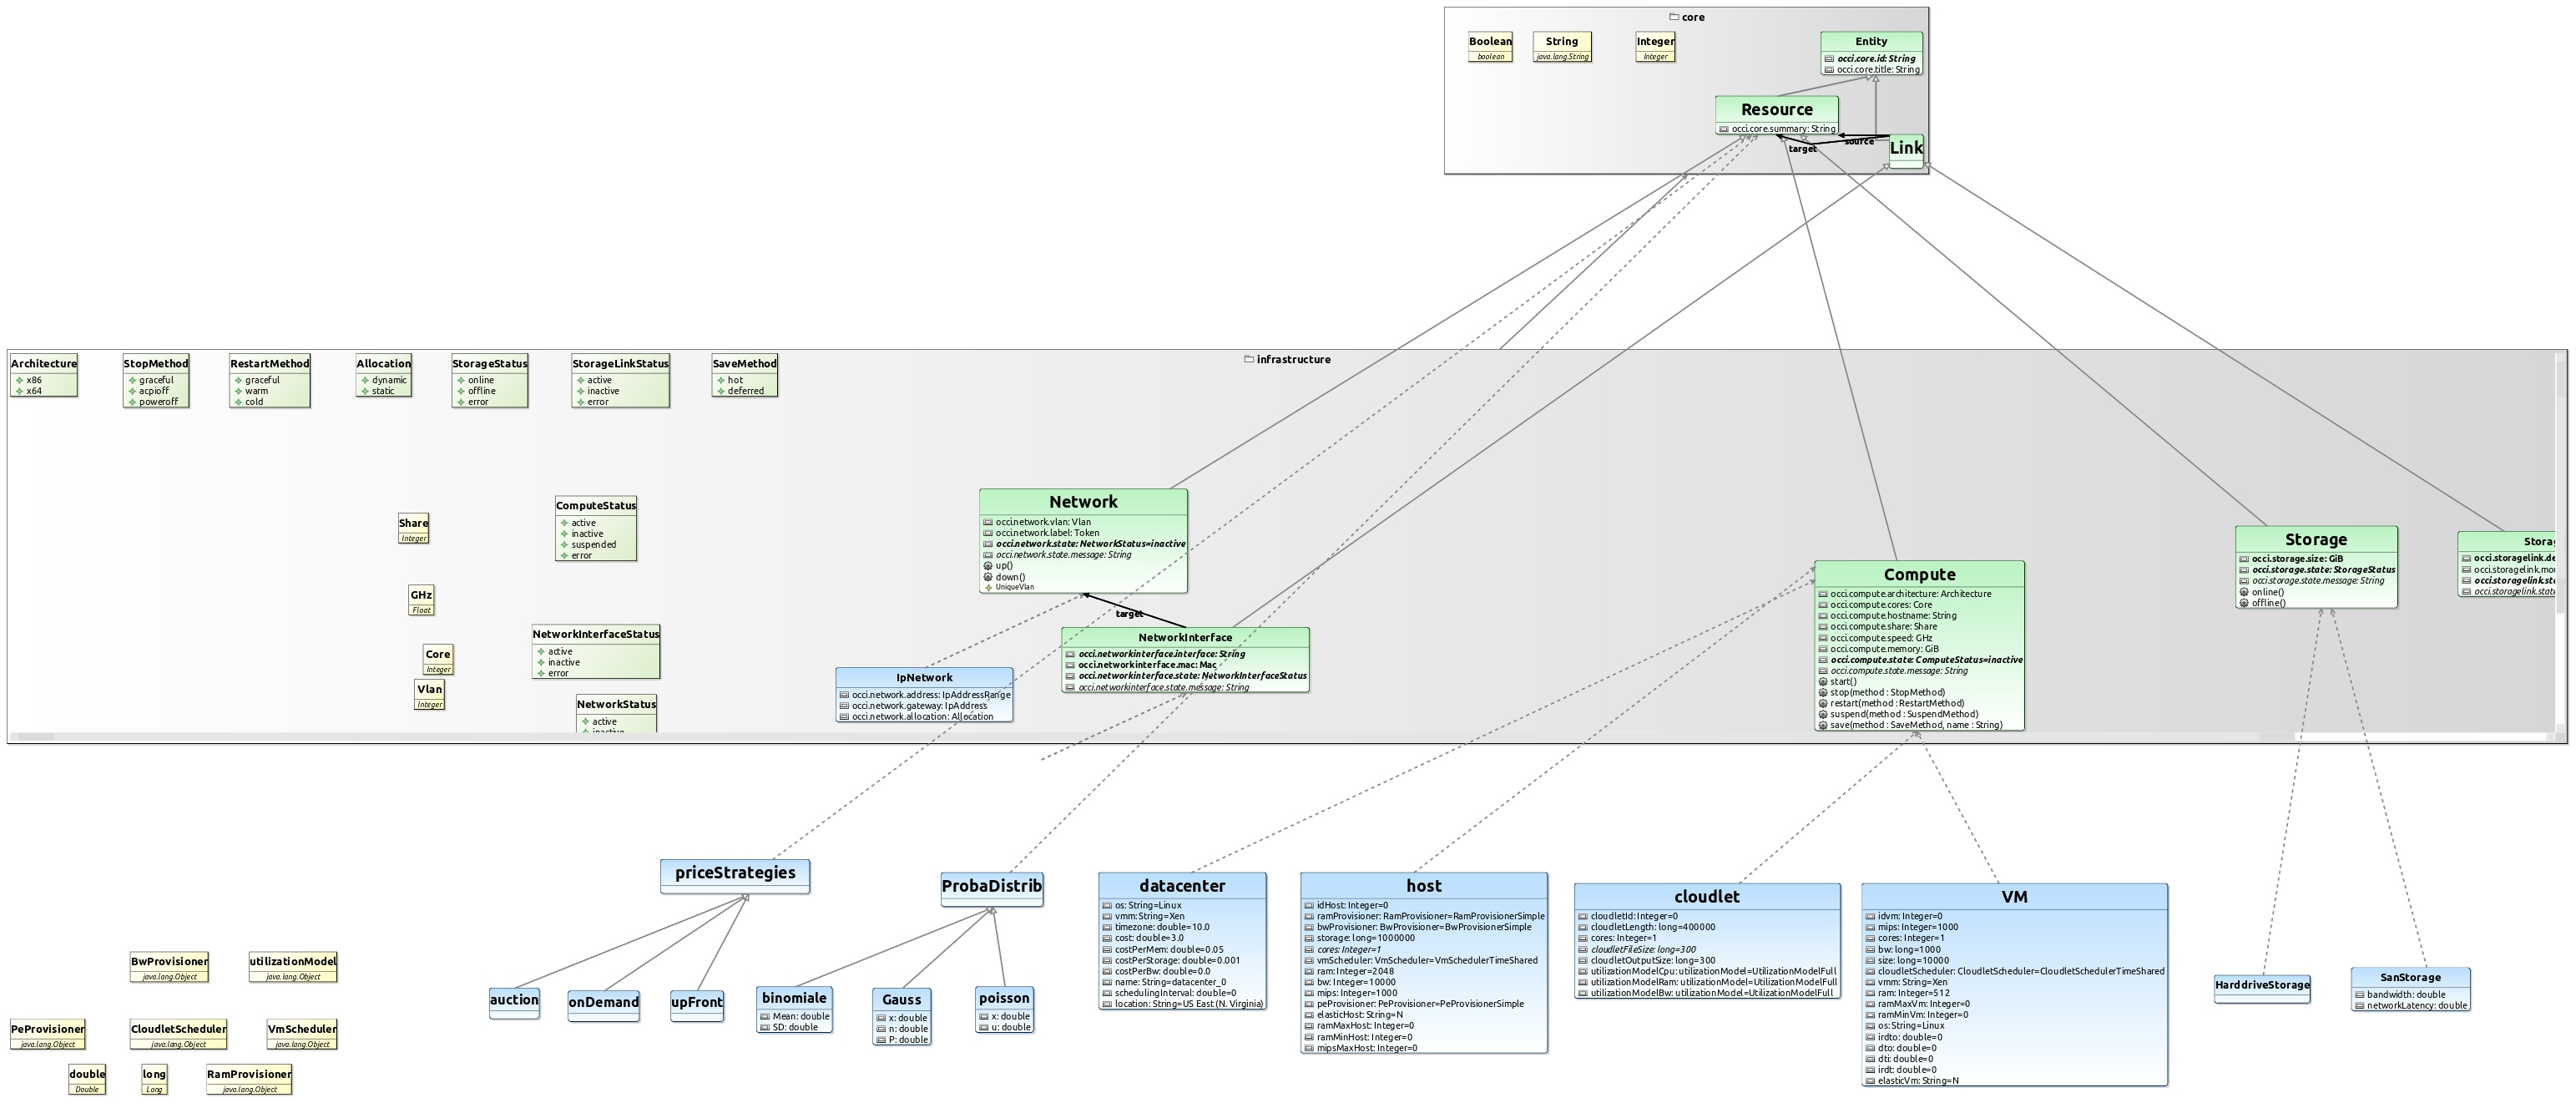 core
Boolean
boolean
String
java.lang.String
Integer
Integer
Entity
occi.core.id: String
occi.core.title: String
Resource
occi.core.summary: String
source
target
Link
infrastructure
Architecture
x86
x64
StopMethod
graceful
acpioff
poweroff
RestartMethod
graceful
warm
cold
Allocation
dynamic
static
StorageStatus
online
offline
error
StorageLinkStatus
active
inactive
error
SaveMethod
hot
deferred
ComputeStatus
active
inactive
suspended
error
Share
Integer
GHz
Float
Core
Integer
Vlan
Integer
NetworkInterfaceStatus
active
inactive
error
NetworkStatus
active
Network
occi.network.vlan: Vlan
occi.network.label: Token
occi.network.state: NetworkStatus=inactive
occi.network.state.message: String
up()
down()
UniqueVlan
target
NetworkInterface
occi.networkinterface.interface: String
occi.networkinterface.mac: Mac
occi.networkinterface.state: NetworkInterfaceStatus
occi.networkinterface.state.message: String
IpNetwork
occi.network.address: IpAddressRange
occi.network.gateway: IpAddress
occi.network.allocation: Allocation
Compute
occi.compute.architecture: Architecture
occi.compute.cores: Core
occi.compute.hostname: String
occi.compute.share: Share
occi.compute.speed: GHz
occi.compute.memory: GiB
occi.compute.state: ComputeStatus=inactive
occi.compute.state.message: String
start()
stop(method : StopMethod)
restart(method : RestartMethod)
suspend(method : SuspendMethod)
save(method : SaveMethod, name : String)
Storage
occi.storage.size: GiB
occi.storage.state: StorageStatus
occi.storage.state.message: String
online()
offline()
Storag
occi.storagelink.de
occi.storagelink.mou
occi.storagelink.sta
occi.storagelink.state
priceStrategies
ProbaDistrib
auction
onDemand
upFront
binomiale
Mean: double
SD: double
Gauss
x: double
n: double
P: double
poisson
x: double
u: double
datacenter
os: String=Linux
vmm: String=Xen
timezone: double=10.0
cost: double=3.0
costPerMem: double=0.05
costPerStorage: double=0.001
costPerBw: double=0.0
name: String=datacenter_0
schedulingInterval: double=0
location: String=US East (N. Virginia)
host
idHost: Integer=0
ramProvisioner: RamProvisioner=RamProvisionerSimple
bwProvisioner: BwProvisioner=BwProvisionerSimple
storage: long=1000000
cores: Integer=1
vmScheduler: VmScheduler=VmSchedulerTimeShared
ram: Integer=2048
bw: Integer=10000
mips: Integer=1000
peProvisioner: PeProvisioner=PeProvisionerSimple
elasticHost: String=N
ramMaxHost: Integer=0
ramMinHost: Integer=0
mipsMaxHost: Integer=0
cloudlet
cloudletId: Integer=0
cloudletLength: long=400000
cores: Integer=1
cloudletFileSize: long=300
cloudletOutputSize: long=300
utilizationModelCpu: utilizationModel=UtilizationModelFull
utilizationModelRam: utilizationModel=UtilizationModelFull
utilizationModelBw: utilizationModel=UtilizationModelFull
VM
idvm: Integer=0
mips: Integer=1000
cores: Integer=1
bw: long=1000
size: long=10000
cloudletScheduler: CloudletScheduler=CloudletSchedulerTimeShared
vmm: String=Xen
ram: Integer=512
ramMaxVm: Integer=0
ramMinVm: Integer=0
os: String=Linux
irdto: double=0
dto: double=0
dti: double=0
irdt: double=0
elasticVm: String=N
HarddriveStorage
SanStorage
bandwidth: double
networkLatency: double
BwProvisioner
java.lang.Object
utilizationModel
java.lang.Object
PeProvisioner
java.lang.Object
CloudletScheduler
java.lang.Object
VmScheduler
java.lang.Object
double
Double
long
Long
RamProvisioner
java.lang.Object